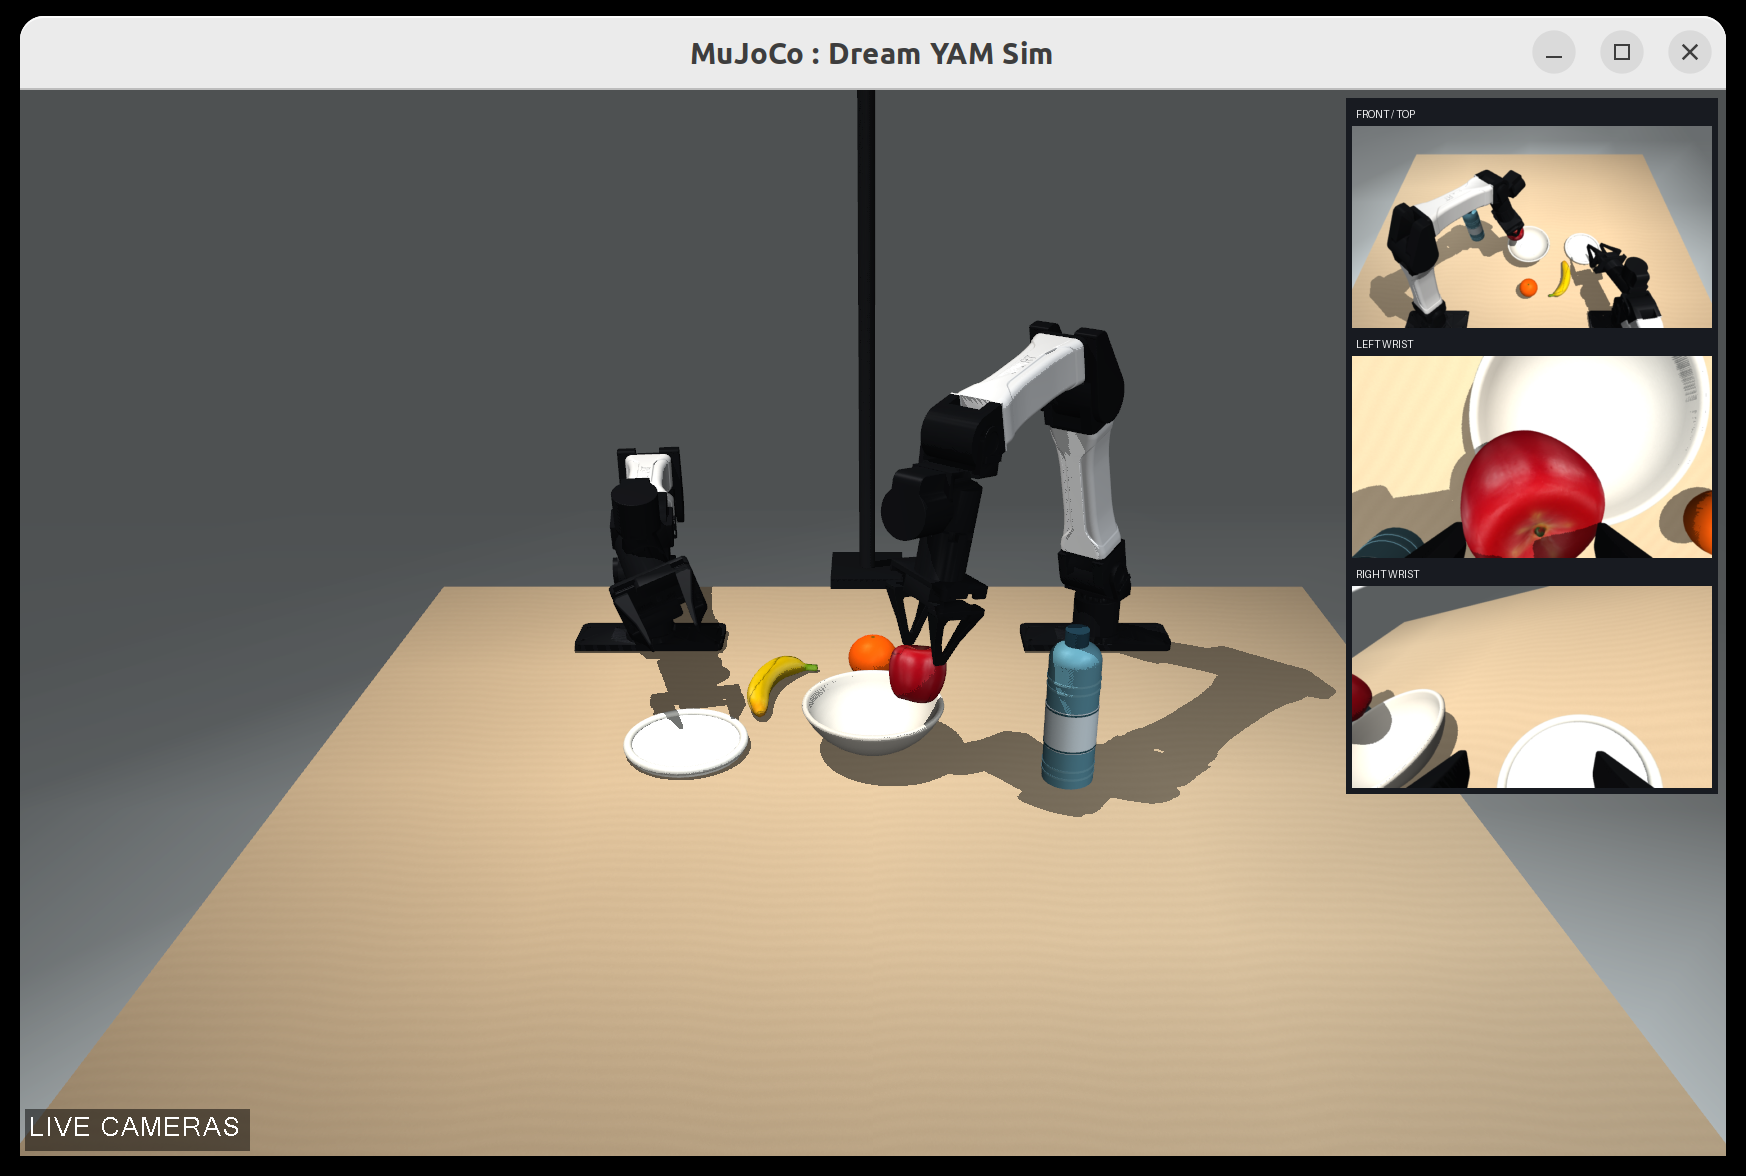 MuJoCo : Dream YAM Sim
FRONT / TOP
LEFT WRIST
RIGHT WRIST
LIVE CAMERAS